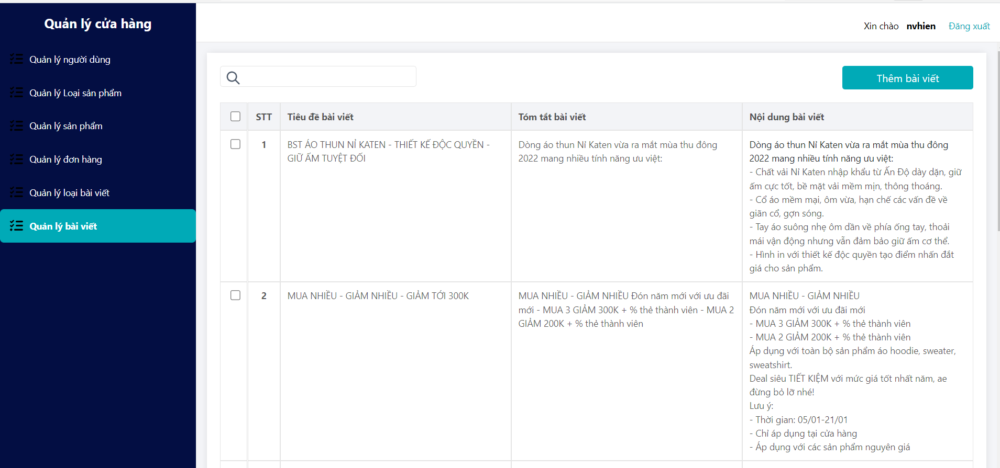 Quản lý cửa hàng
Quản lý người dùng
Quản lý Loại sản phẩm
Quản lý sản phẩm
Quản lý đơn hàng
Quản lý loại bài viết
Quản lý bài viết
Xin chào nvhien Đăng xuất
Thêm bài viết
STT Tiêu đề bài viết Tóm tắt bài viết Nội dung bài viết
1
BST ÁO THUN NỈ KATEN - THIẾT KẾ ĐỘC QUYỀN -
GIỮ ẤM TUYỆT ĐỐI
Dòng áo thun Nỉ Katen vừa ra mắt mùa thu đông
2022 mang nhiều tính năng ưu việt:
Dòng áo thun Nỉ Katen vừa ra mắt mùa thu đông
2022 mang nhiều tính năng ưu việt:
- Chất vải Nỉ Katen nhập khẩu từ Ấn Độ dày dặn, giữ
ấm cực tốt, bề mặt vải mềm mịn, thông thoáng.
- Cổ áo mềm mại, ôm vừa, hạn chế các vấn đề về
giãn cổ, gợn sóng.
- Tay áo suông nhẹ ôm dần về phía ống tay, thoải
mái vận động nhưng vẫn đảm bảo giữ ấm cơ thể.
- Hình in với thiết kế độc quyền tạo điểm nhấn đắt
giá cho sản phẩm.
2
MUA NHIỀU - GIẢM NHIỀU - GIẢM TỚI 300K
MUA NHIỀU - GIẢM NHIỀU Đón năm mới với ưu đãi
mới - MUA 3 GIẢM 300K + % thẻ thành viên - MUA 2
GIẢM 200K + % thẻ thành viên
MUA NHIỀU - GIẢM NHIỀU
Đón năm mới với ưu đãi mới
- MUA 3 GIẢM 300K + % thẻ thành viên
- MUA 2 GIẢM 200K + % thẻ thành viên
Áp dụng với toàn bộ sản phẩm áo hoodie, sweater,
sweatshirt.
Deal siêu TIẾT KIỆM với mức giá tốt nhất năm, ae
đừng bỏ lỡ nhé!
Lưu ý:
- Thời gian: 05/01-21/01
- Chỉ áp dụng tại cửa hàng
- Áp dụng với các sản phẩm nguyên giá